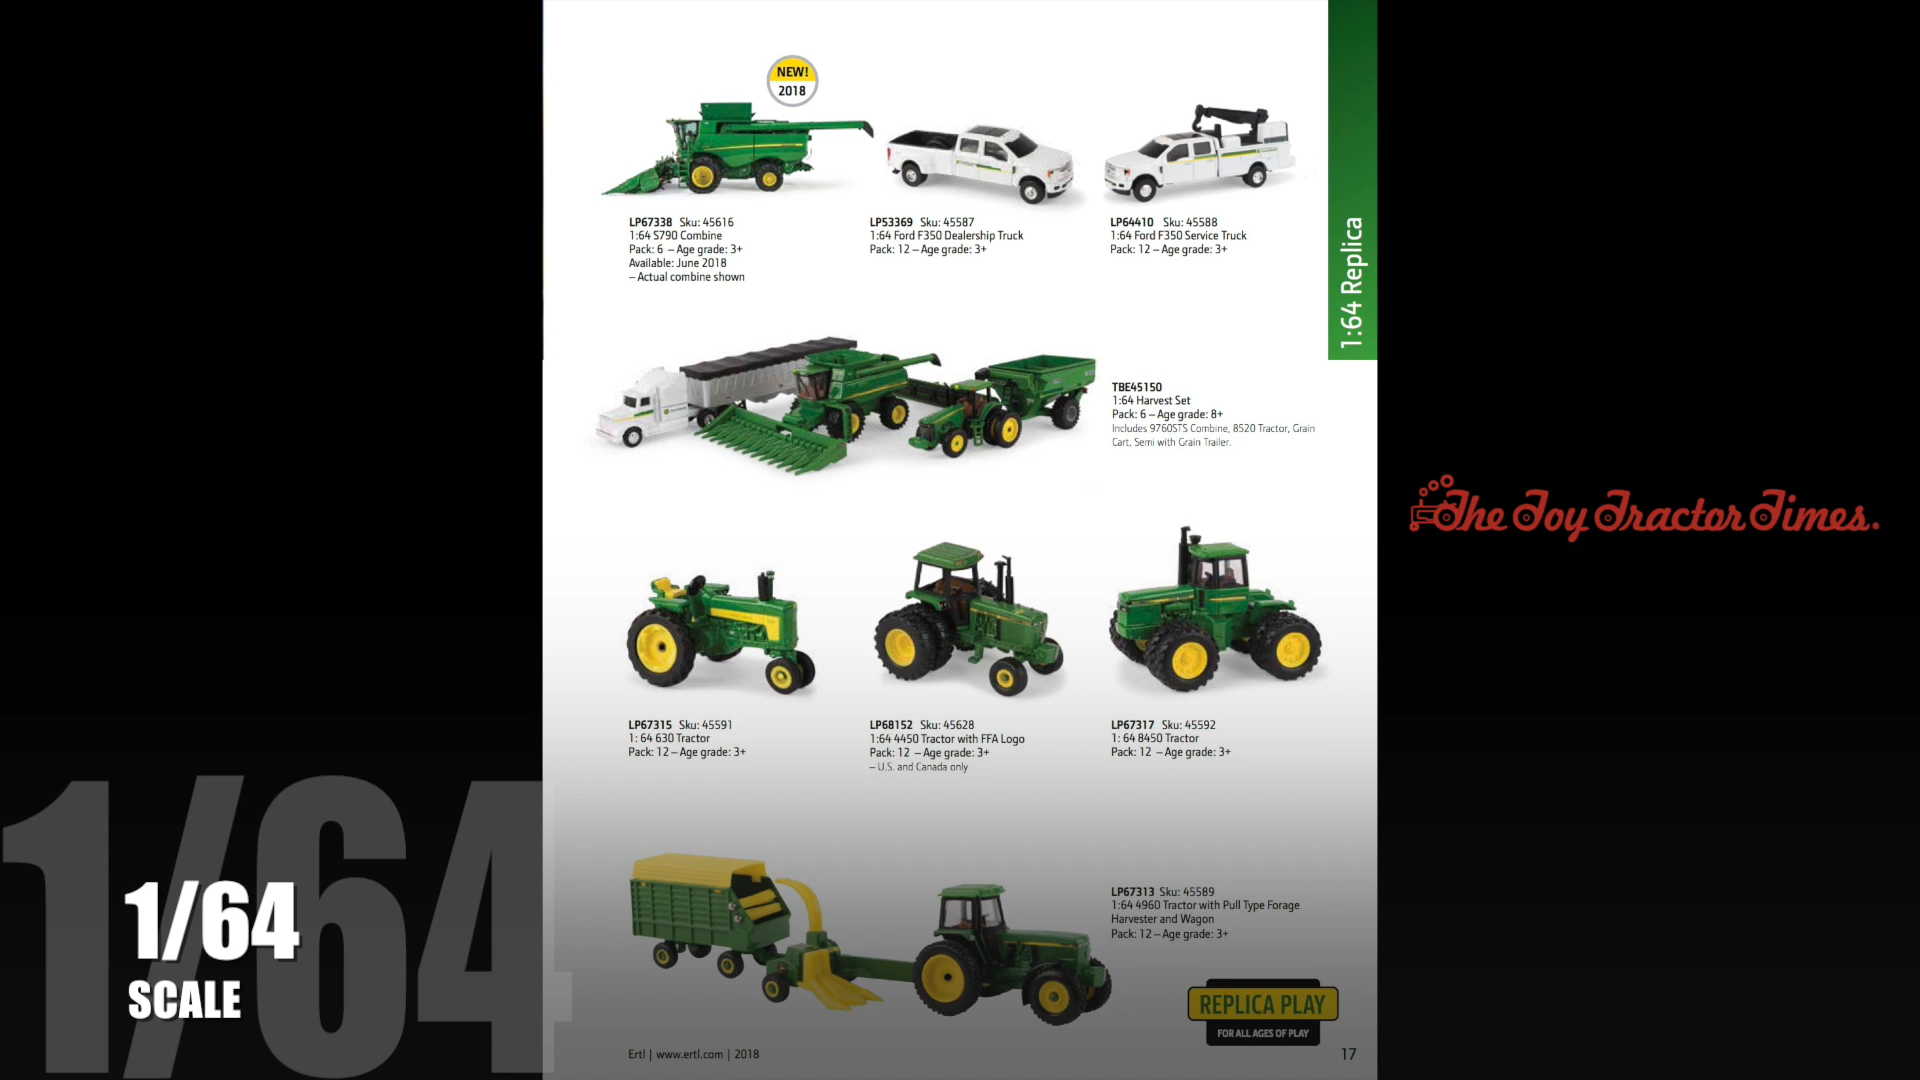 NEW!
2018
LP67338 Sku: 45616
1:64 S790 Combine
Pack: 6 – Age grade: 3+
Available: June 2018
– Actual combine shown
LP53369 Sku: 45587
1:64 Ford F350 Dealership Truck
Pack: 12 – Age grade: 3+
LP64410 Sku: 45588
1:64 Ford F350 Service Truck
Pack: 12 – Age grade: 3+
1:64 Replica
TBE45150
1:64 Harvest Set
Pack: 6 – Age grade: 8+
Includes 9760STS Combine, 8520 Tractor, Grain
Cart, Semi with Grain Trailer.
The Toy Tractor Times.
LP67315 Sku: 45591
1: 64 630 Tractor
Pack: 12 – Age grade: 3+
LP68152 Sku: 45628
1:64 4450 Tractor with FFA Logo
Pack: 12 – Age grade: 3+
– U.S. and Canada only
LP67317 Sku: 45592
1: 64 8450 Tractor
Pack: 12 – Age grade: 3+
1/64
1/64
SCALE
LP67313 Sku: 45589
1:64 4960 Tractor with Pull Type Forage
Harvester and Wagon
Pack: 12 – Age grade: 3+
REPLICA PLAY
FOR ALL AGES OF PLAY
Ertl | www.ertl.com | 2018
17